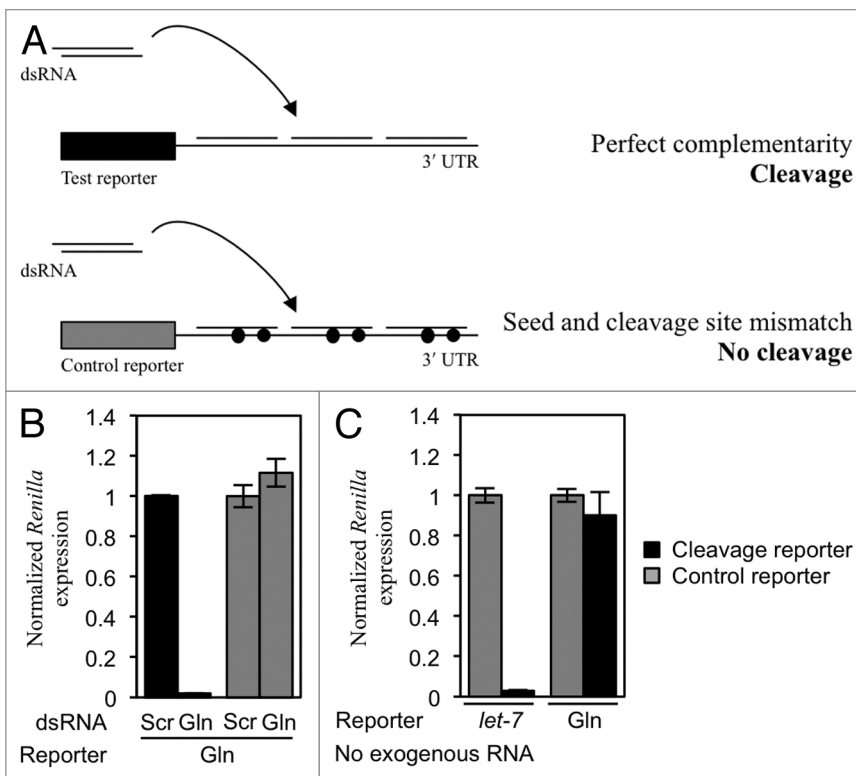 A
dsRNA
Test reporter
3′ UTR
Perfect complementarity
Cleavage
dsRNA
Control reporter
3′ UTR
Seed and cleavage site mismatch
No cleavage
B
Normalized Renilla
expression
1.4
1.2
1
0.8
0.6
0.4
0.2
0
dsRNA Scr Gln Scr Gln
Reporter Gln
C
Normalized Renilla
expression
1.4
1.2
1
0.8
0.6
0.4
0.2
0
Reporter let-7 Gln
No exogenous RNA
Cleavage reporter
Control reporter